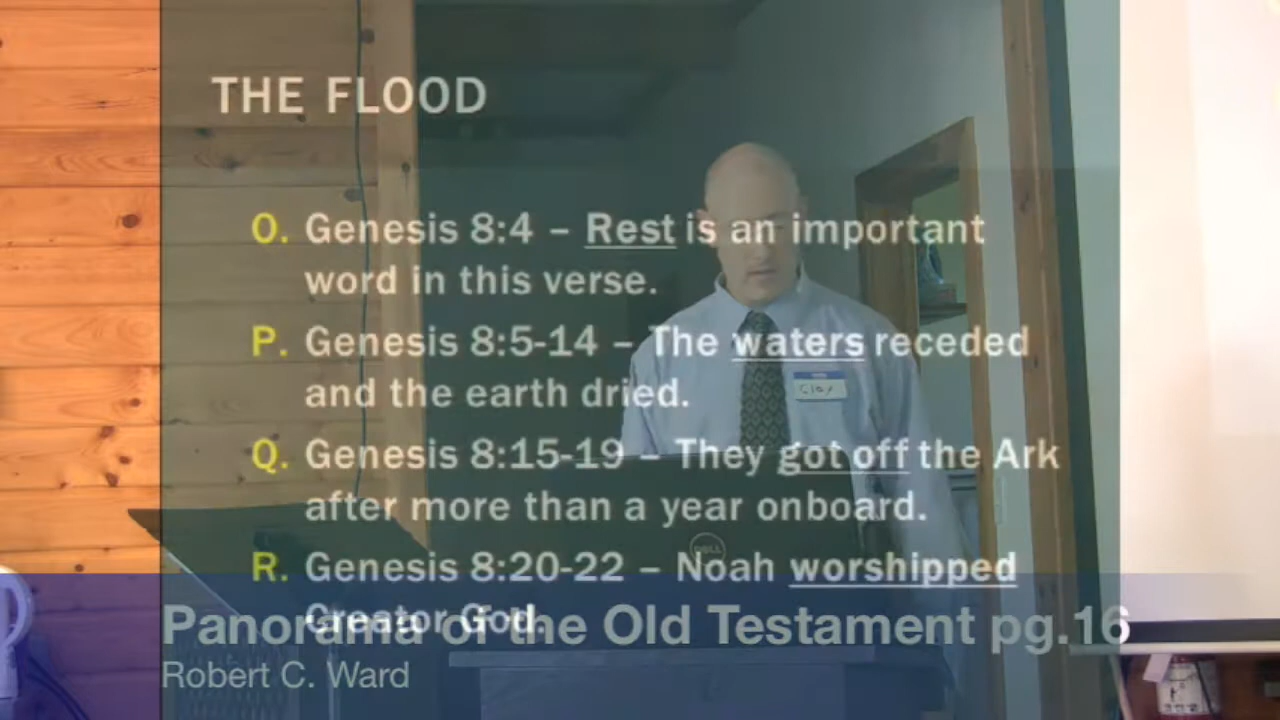 THE FLOOD
O. Genesis 8:4 – Rest is an important
word in this verse.
P. Genesis 8:5-14 – The waters receded
and the earth dried.
Clay
Q. Genesis 8:15-19 – They got off the Ark
after more than a year onboard.
DELL
R. Genesis 8:20-22 – Noah worshipped
Creator God.
Panorama of the Old Testament pg.16
Robert C. Ward